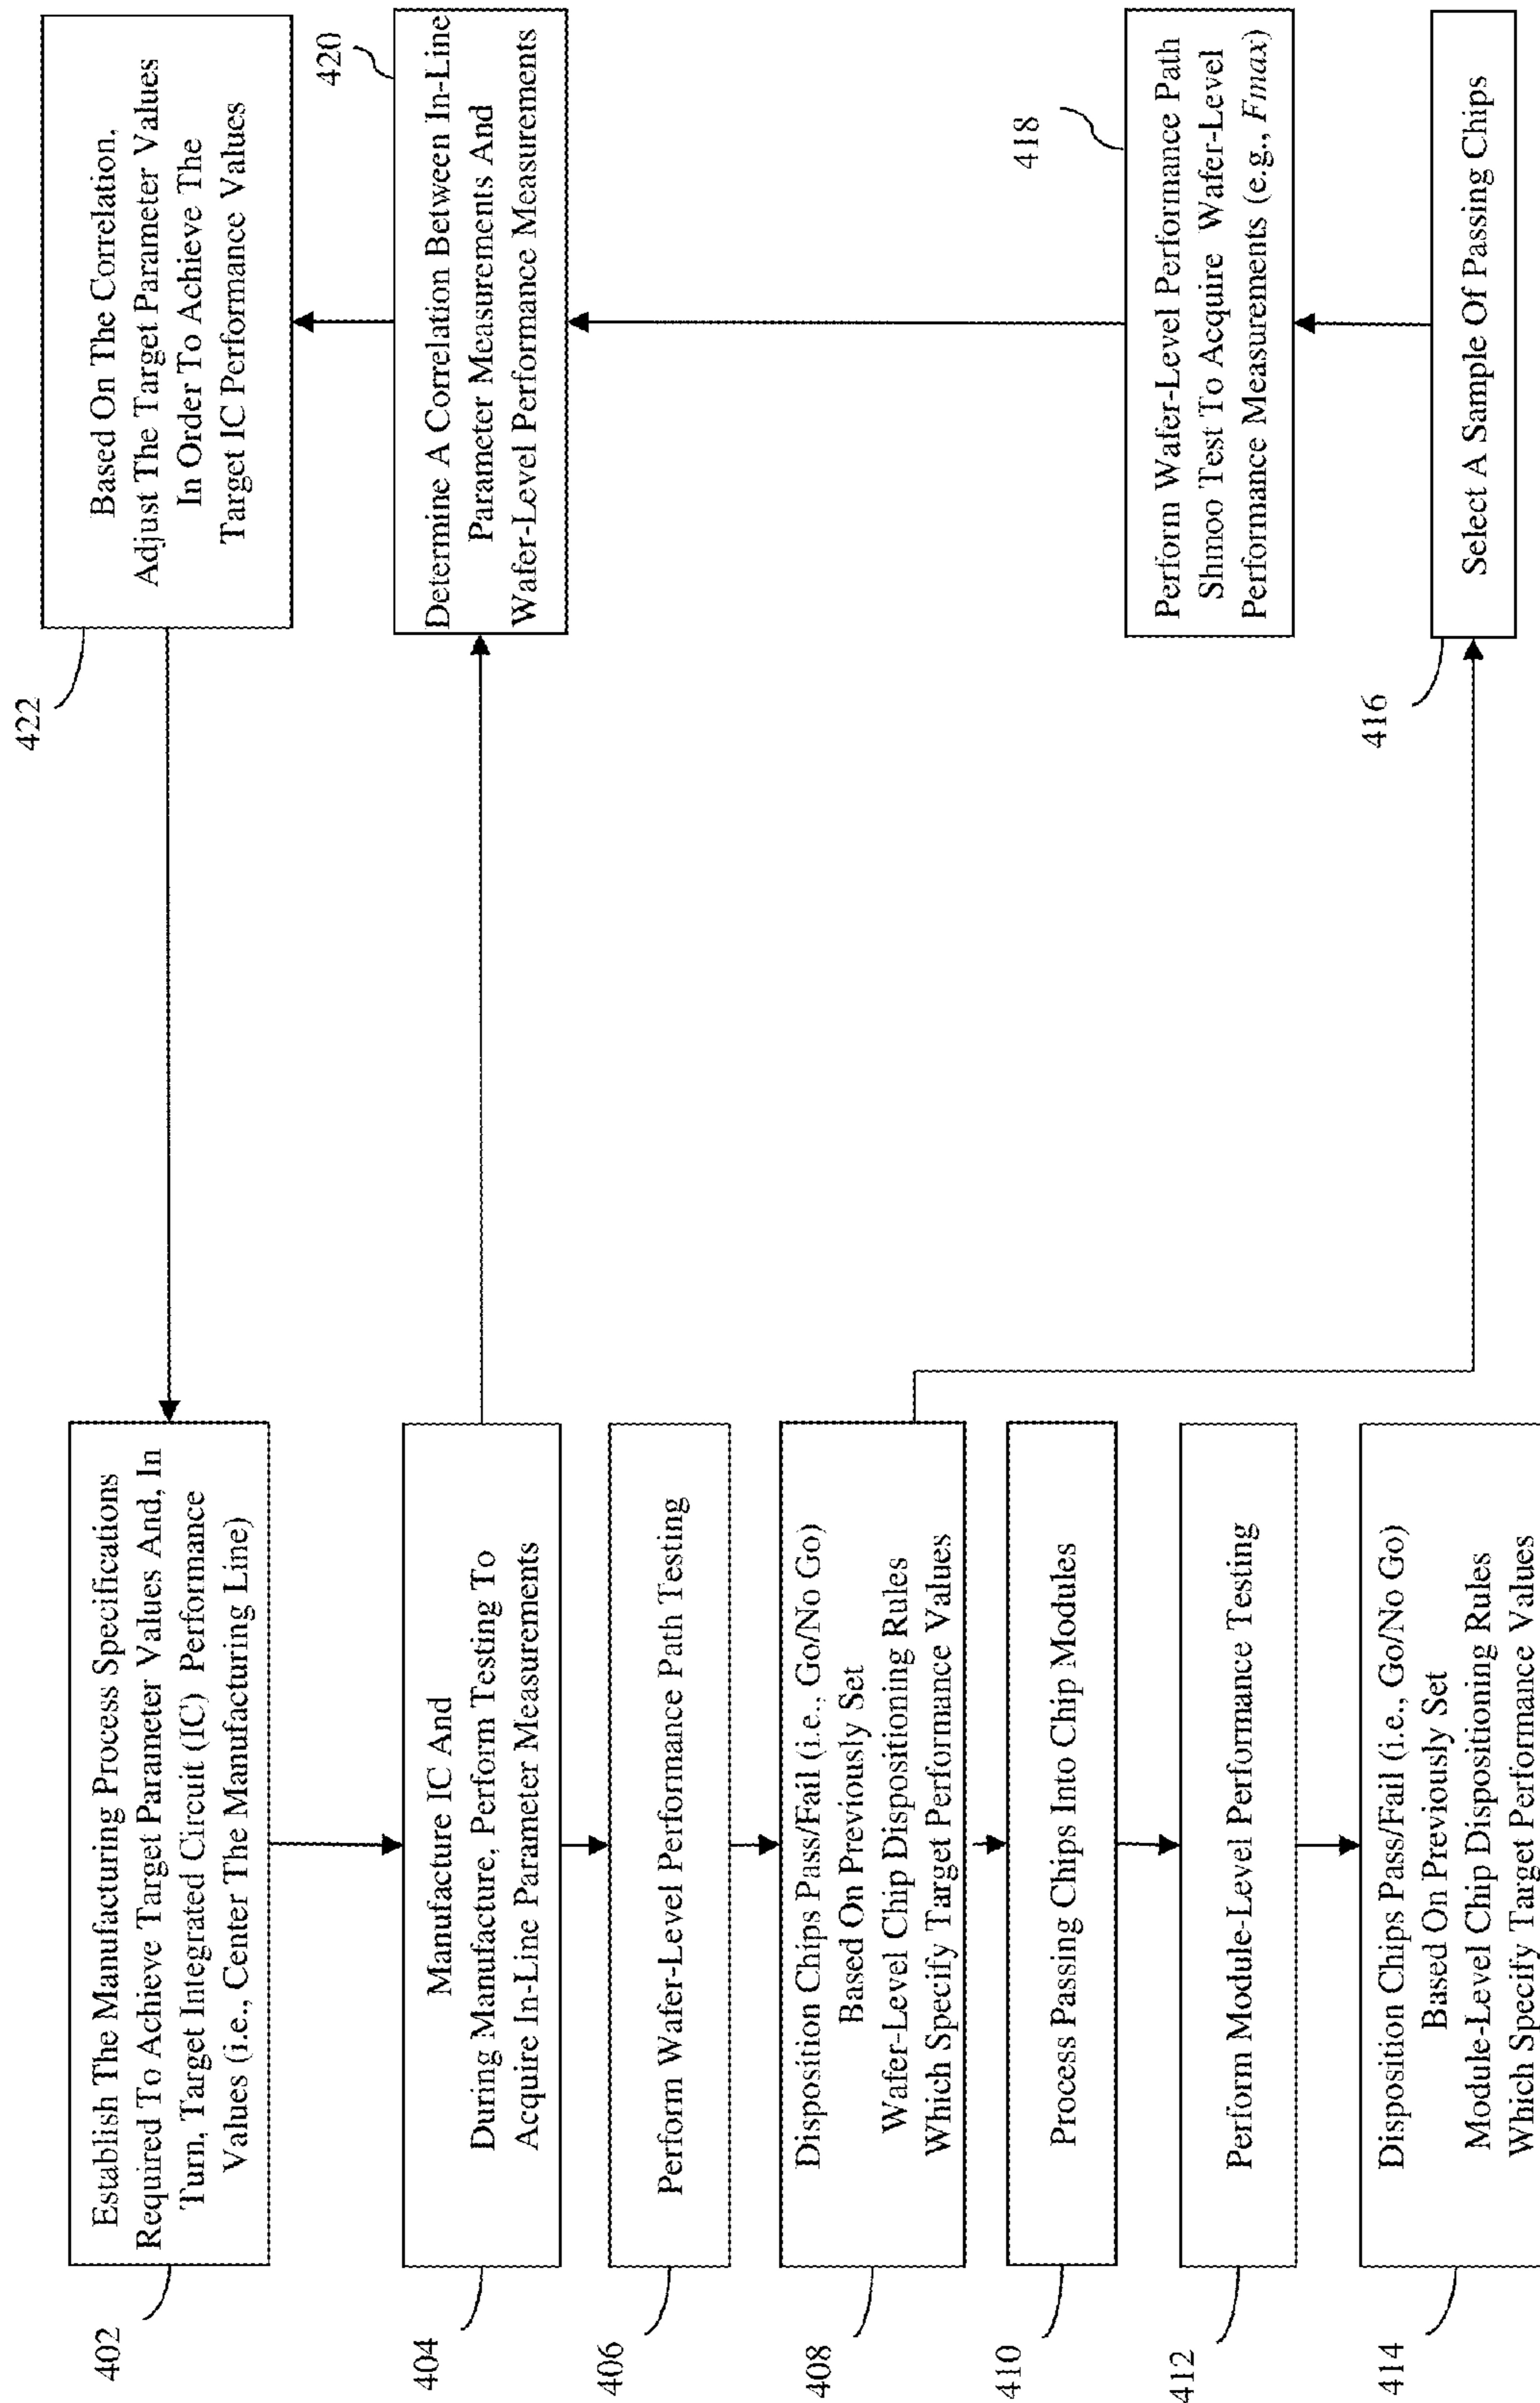 402
Establish The Manufacturing Process Specifications
Required To Achieve Target Parameter Values And, In
Turn, Target Integrated Circuit (IC) Performance
Values (i.e., Center The Manufacturing Line)
404
Manufacture IC And
During Manufacture, Perform Testing To
Acquire In-Line Parameter Measurements
406
Perform Wafer-Level Performance Path Testing
408
Disposition Chips Pass/Fail (i.e., Go/No Go)
Based On Previously Set
Wafer-Level Chip Dispositioning Rules
Which Specify Target Performance Values
410
Process Passing Chips Into Chip Modules
412
Perform Module-Level Performance Testing
414
Disposition Chips Pass/Fail (i.e., Go/No Go)
Based On Previously Set
Module-Level Chip Dispositioning Rules
Which Specify Target Performance Values
416
Select A Sample Of Passing Chips
418
Perform Wafer-Level Performance Path
Shmoo Test To Acquire Wafer-Level
Performance Measurements (e.g., Fmax)
420
Determine A Correlation Between In-Line
Parameter Measurements And
Wafer-Level Performance Measurements
422
Based On The Correlation,
Adjust The Target Parameter Values
In Order To Achieve The
Target IC Performance Values